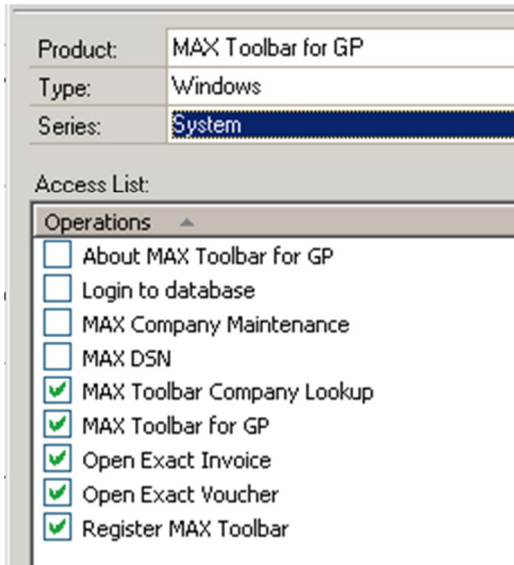 Product: MAX Toolbar for GP
Type: Windows
Series: System
Access List:
Operations
About MAX Toolbar for GP
Login to database
MAX Company Maintenance
MAX DSN
MAX Toolbar Company Lookup
MAX Toolbar for GP
Open Exact Invoice
Open Exact Voucher
Register MAX Toolbar